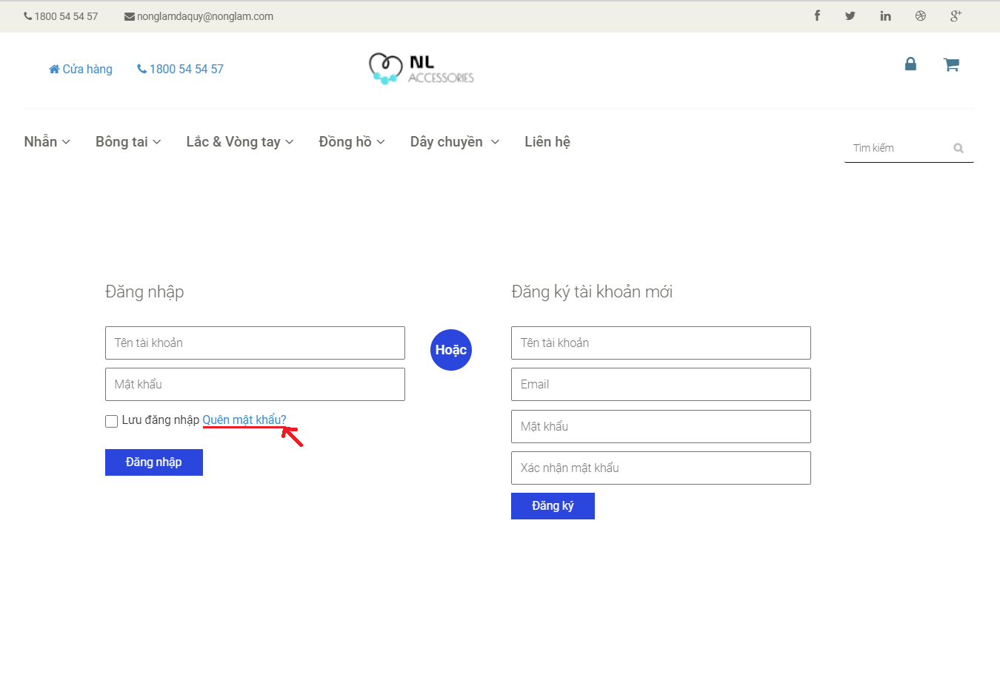 1800 54 54 57 nonglamdaquy@nonglam.com
Cửa hàng 1800 54 54 57
NL
ACCESSORIES
Nhẫn Bông tai Lắc & Vòng tay Đồng hồ Dây chuyền Liên hệ
Tìm kiếm
Đăng nhập
Tên tài khoản
Mật khẩu
Lưu đăng nhập Quên mật khẩu?
Đăng nhập
Hoặc
Đăng ký tài khoản mới
Tên tài khoản
Email
Mật khẩu
Xác nhận mật khẩu
Đăng ký